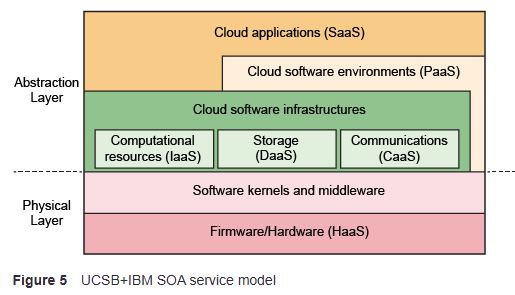 Cloud applications (SaaS)
Cloud software environments (PaaS)
Abstraction
Layer
Cloud software infrastructures
Computational
resources (IaaS)
Storage
(DaaS)
Communications
(CaaS)
Software kernels and middleware
Physical
Layer
Firmware/Hardware (HaaS)
Figure 5 UCSB+IBM SOA service model